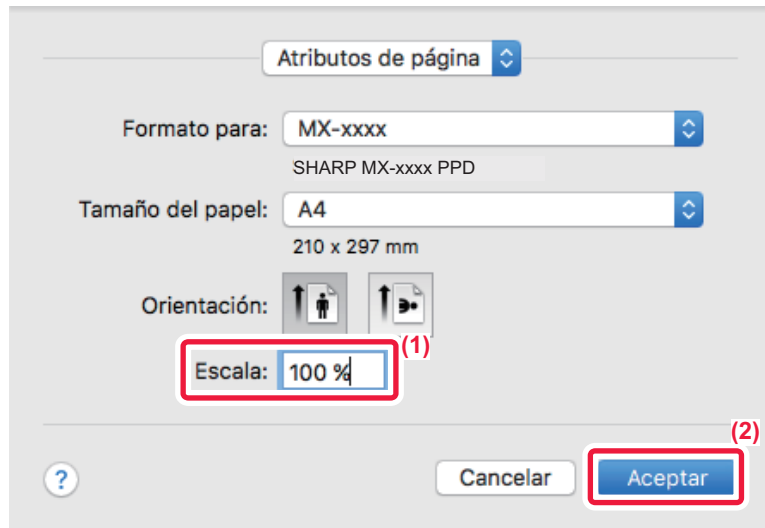 Atributos de página
Formato para: MX-xxxx
SHARP MX-xxxx PPD
Tamaño del papel: A4
210 x 297 mm
Orientación:
(1)
Escala: 100 %
(2)
? Cancelar Aceptar